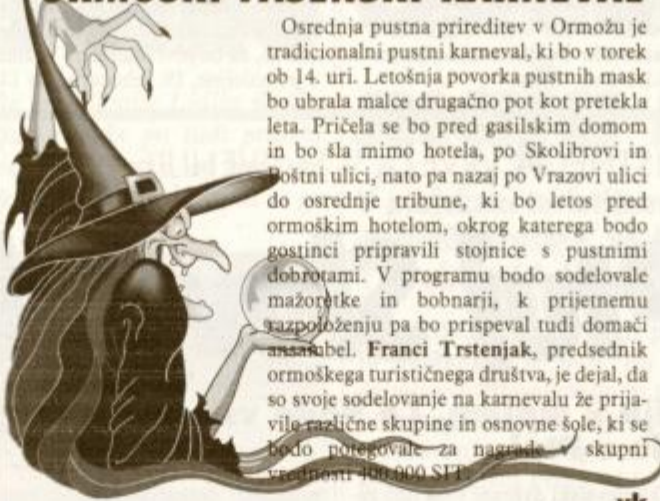 Osrednja pustna prireditev v Ormožu je
tradicionalni pustni karneval, ki bo v torek
ob 14. uri. Letošnja povorka pustnih mask
bo ubrala malce drugačno pot kot pretekla
leta. Pričela se bo pred gasilskim domom
in bo šla mimo hotela, po Skolibrovi in
Poštni ulici, nato pa nazaj po Vrazovi ulici
do osrednje tribune, ki bo letos pred
ormoškim hotelom, okrog katerega bodo
gostinci pripravili stojnice s pustnimi
dobrotami. V programu bodo sodelovale
mažoretke in bobnarji, k prijetnemu
razpoloženju pa bo prispeval tudi domači
ansambel. Franci Trstenjak, predsednik
ormoškega turističnega društva, je dejal, da
so svoje sodelovanje na karnevalu že prija-
vile različne skupine in osnovne šole, ki se
bodo potegovale za nagrade v skupni
vrednosti 400.000 SIT.
vk